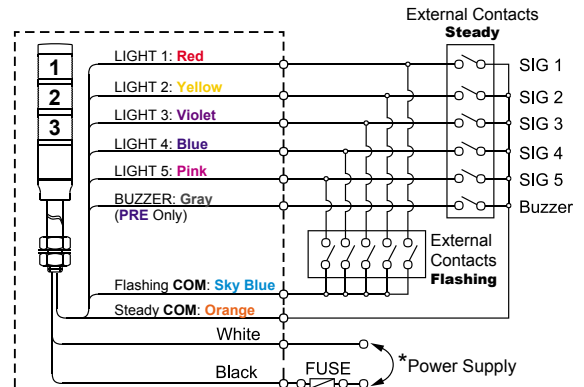 External Contacts
Steady
1
2
3
LIGHT 1: Red
SIG 1
LIGHT 2: Yellow
SIG 2
LIGHT 3: Violet
SIG 3
LIGHT 4: Blue
SIG 4
LIGHT 5: Pink
SIG 5
BUZZER: Gray
(PRE Only)
Buzzer
External
Contacts
Flashing
Flashing COM: Sky Blue
Steady COM: Orange
White
Black
FUSE
*Power Supply